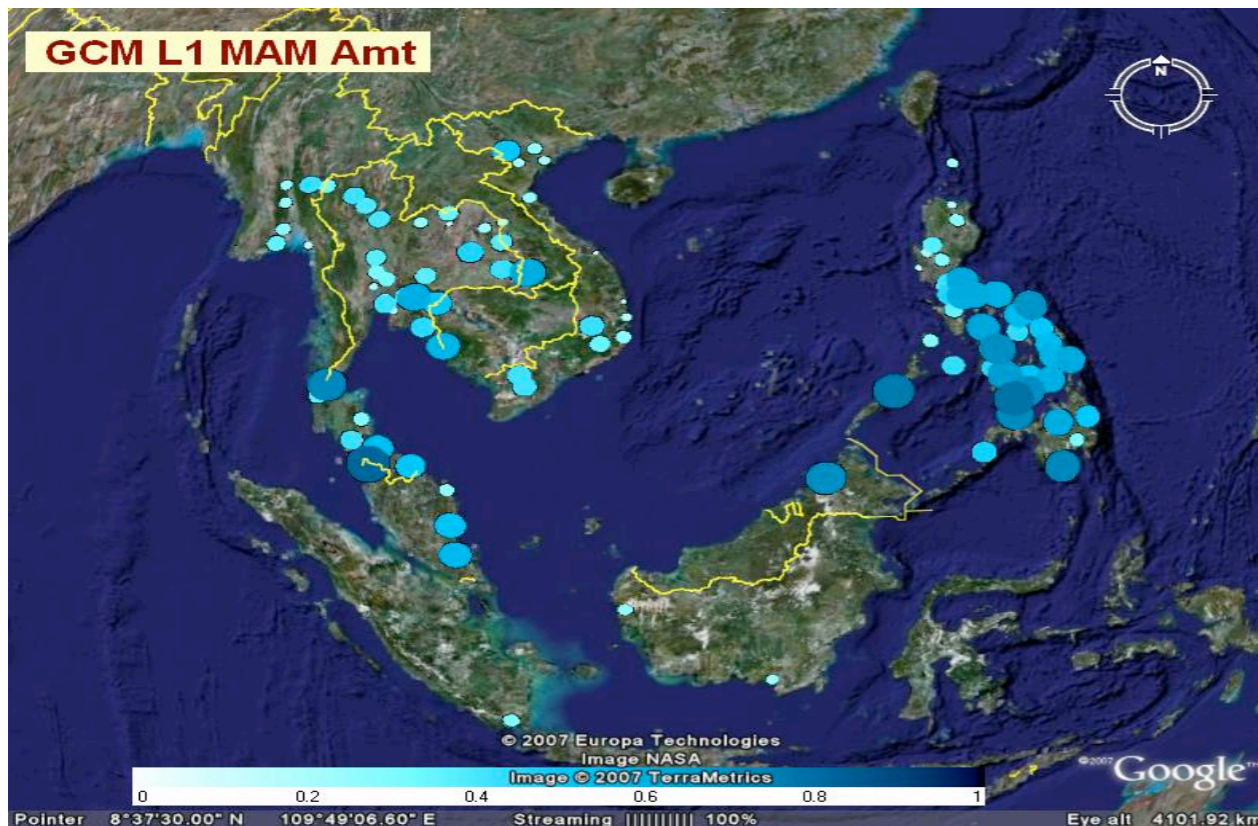 GCM L1 MAM Amt
N
© 2007 Europa Technologies
Image NASA
Image © 2007 TerraMetrics
©2007 Google™
0 0.2 0.4 0.6 0.8 1
Pointer 8°37'30.00" N 109°49'06.60" E Streaming ||||||||| 100% Eye alt 4101.92 km